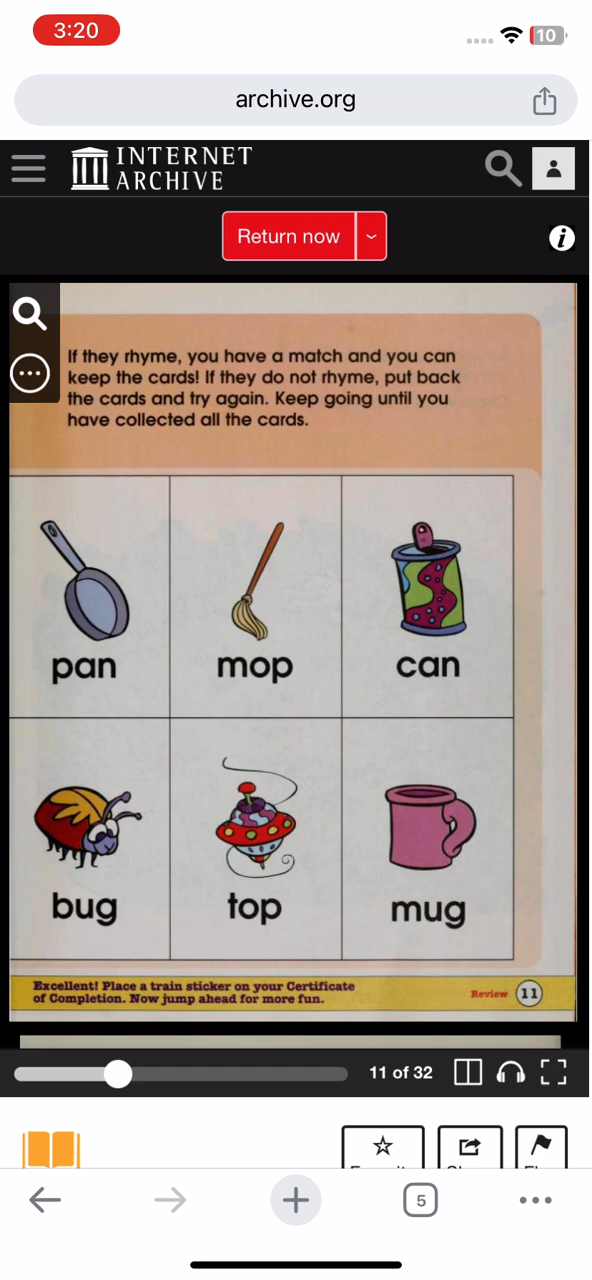 3:20
10
archive.org
INTERNET
ARCHIVE
Return now
If they rhyme, you have a match and you can
keep the cards! If they do not rhyme, put back
the cards and try again. Keep going until you
have collected all the cards.
pan mop can
bug top mug
Excellent! Place a train sticker on your Certificate
of Completion. Now jump ahead for more fun.
Review 11
11 of 32
5